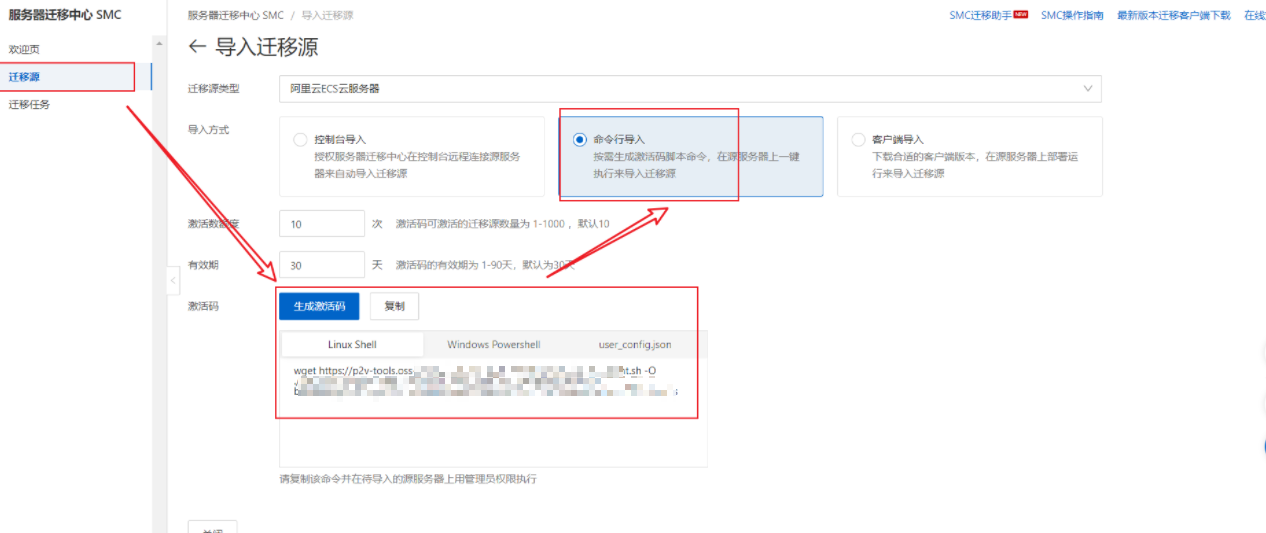 服务器迁移中心 SMC
服务器迁移中心 SMC / 导入迁移源
SMC迁移助手 NEW SMC操作指南 最新版本迁移客户端下载 在线
欢迎页
迁移源
迁移任务
← 导入迁移源
迁移源类型
阿里云ECS云服务器
导入方式
控制台导入
授权服务器迁移中心在控制台远程连接源服务
器来自动导入迁移源
命令行导入
按需生成激活码脚本命令，在源服务器上一键
执行来导入迁移源
客户端导入
下载合适的客户端版本，在源服务器上部署运
行来导入迁移源
激活数额度
10
次 激活码可激活的迁移源数量为 1-1000 ，默认10
有效期
30
天 激活码的有效期为 1-90天，默认为30天
激活码
生成激活码 复制
Linux Shell Windows Powershell user_config.json
wget https://p2v-tools.oss- nt.sh -O
请复制该命令并在待导入的源服务器上用管理员权限执行